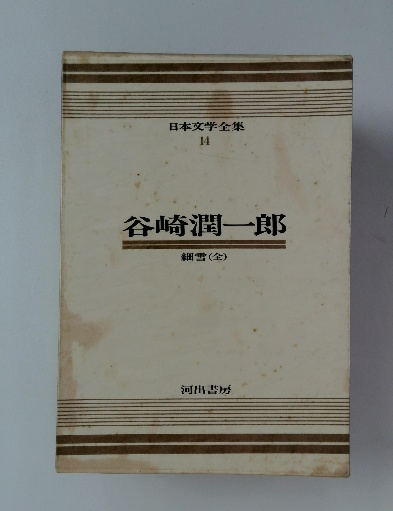 日本文学全集
14
谷崎潤一郎
細雪(全)
河出書房